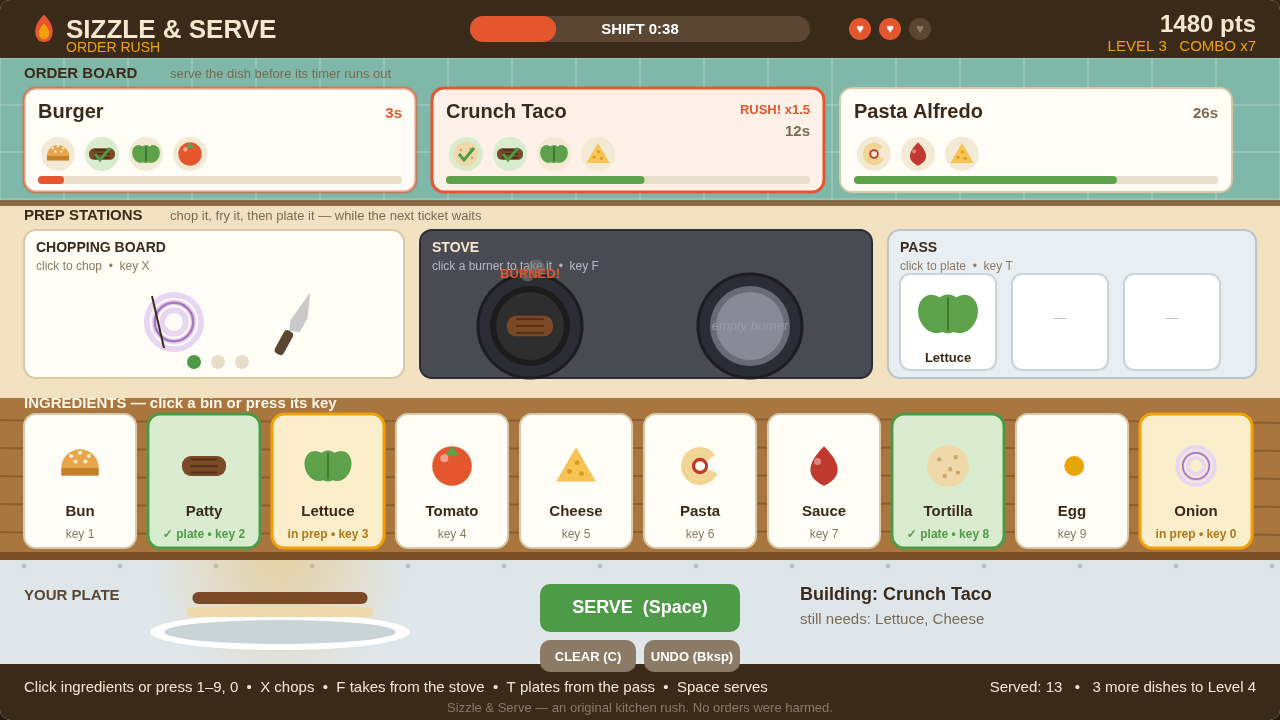 SIZZLE & SERVE
ORDER RUSH
SHIFT 0:38
1480 pts
LEVEL 3 COMBO x7
ORDER BOARD serve the dish before its timer runs out
Burger 3s
Crunch Taco RUSH! x1.5
12s
Pasta Alfredo 26s
PREP STATIONS chop it, fry it, then plate it — while the next ticket waits
CHOPPING BOARD
click to chop • key X
STOVE
click a burner to take it • key F
BURNED!
empty burner
PASS
click to plate • key T
Lettuce
—
—
INGREDIENTS — click a bin or press its key
Bun
key 1
Patty
✓ plate • key 2
Lettuce
in prep • key 3
Tomato
key 4
Cheese
key 5
Pasta
key 6
Sauce
key 7
Tortilla
✓ plate • key 8
Egg
key 9
Onion
in prep • key 0
YOUR PLATE
SERVE (Space)
CLEAR (C) UNDO (Bksp)
Building: Crunch Taco
still needs: Lettuce, Cheese
Click ingredients or press 1–9, 0 • X chops • F takes from the stove • T plates from the pass • Space serves
Served: 13 • 3 more dishes to Level 4
Sizzle & Serve — an original kitchen rush. No orders were harmed.